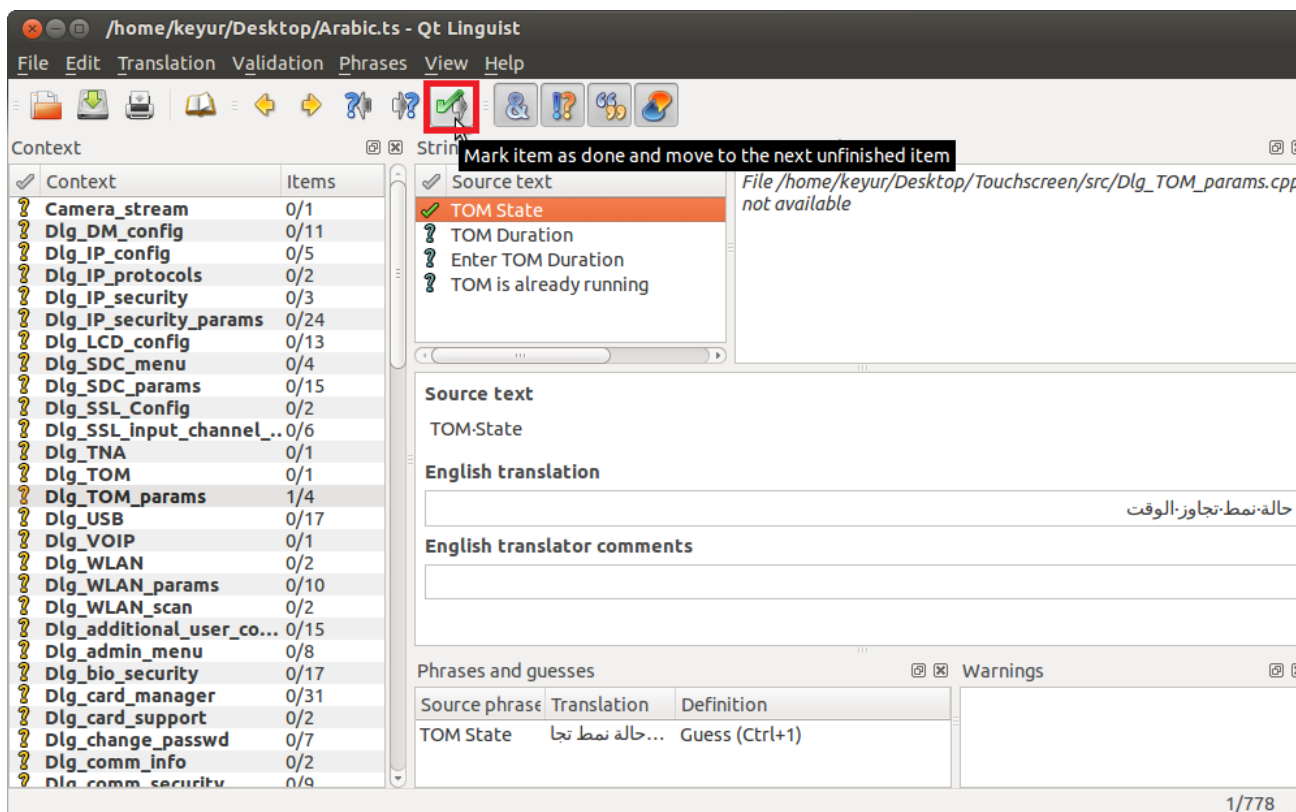 /home/keyur/Desktop/Arabic.ts - Qt Linguist
File Edit Translation Validation Phrases View Help
Context
Strin
Mark item as done and move to the next unfinished item
Context Items
Camera_stream 0/1
Dlg_DM_config 0/11
Dlg_IP_config 0/5
Dlg_IP_protocols 0/2
Dlg_IP_security 0/3
Dlg_IP_security_params 0/24
Dlg_LCD_config 0/13
Dlg_SDC_menu 0/4
Dlg_SDC_params 0/15
Dlg_SSL_Config 0/2
Dlg_SSL_input_channel_... 0/6
Dlg_TNA 0/1
Dlg_TOM 0/1
Dlg_TOM_params 1/4
Dlg_USB 0/17
Dlg_VOIP 0/1
Dlg_WLAN 0/2
Dlg_WLAN_params 0/10
Dlg_WLAN_scan 0/2
Dlg_additional_user_co... 0/15
Dlg_admin_menu 0/8
Dlg_bio_security 0/17
Dlg_card_manager 0/31
Dlg_card_support 0/2
Dlg_change_passwd 0/7
Dlg_comm_info 0/2
Dlg_comm_security 0/9
Source text
TOM State
TOM Duration
Enter TOM Duration
TOM is already running
File /home/keyur/Desktop/Touchscreen/src/Dlg_TOM_params.cpp
not available
Source text
TOM·State
English translation
حالة·نمط·تجاوز·الوقت
English translator comments
Phrases and guesses
Source phrase Translation Definition
TOM State حالة نمط تجا... Guess (Ctrl+1)
Warnings
1/778